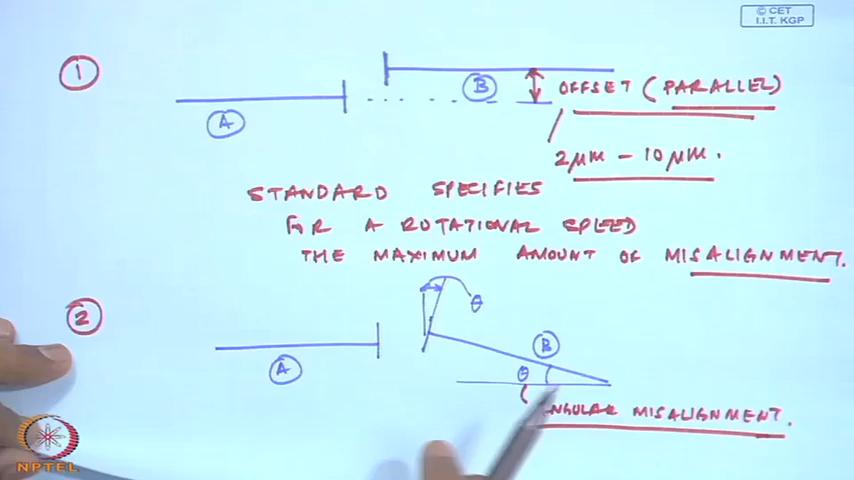 © CET
I.I.T. KGP
1
A
B
OFFSET (PARALLEL)
2μm - 10μm.
STANDARD SPECIFIES
FOR A ROTATIONAL SPEED
THE MAXIMUM AMOUNT OF MISALIGNMENT.
2
A
θ
B
θ
ANGULAR MISALIGNMENT.
NPTEL